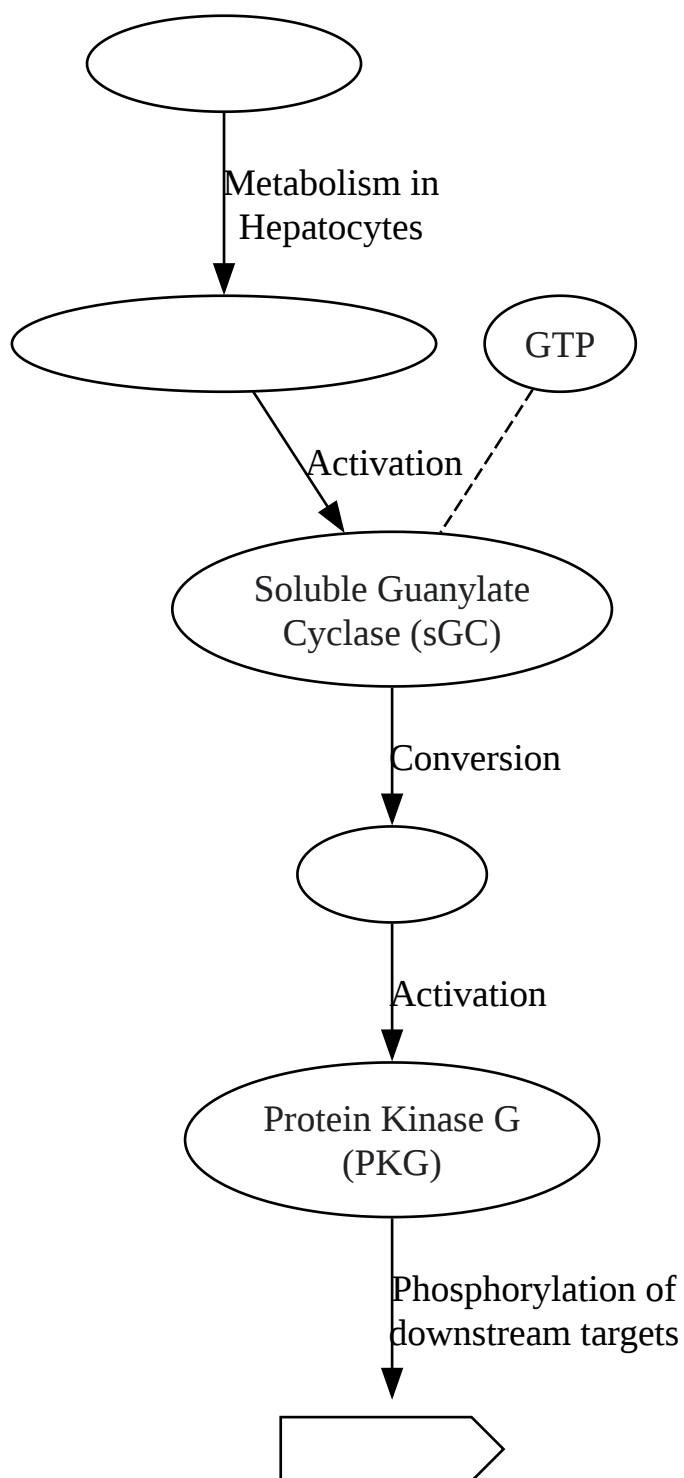 Metabolism in
Hepatocytes
GTP
Activation
Soluble Guanylate
Cyclase (sGC)
Conversion
Activation
Protein Kinase G
(PKG)
Phosphorylation of
downstream targets